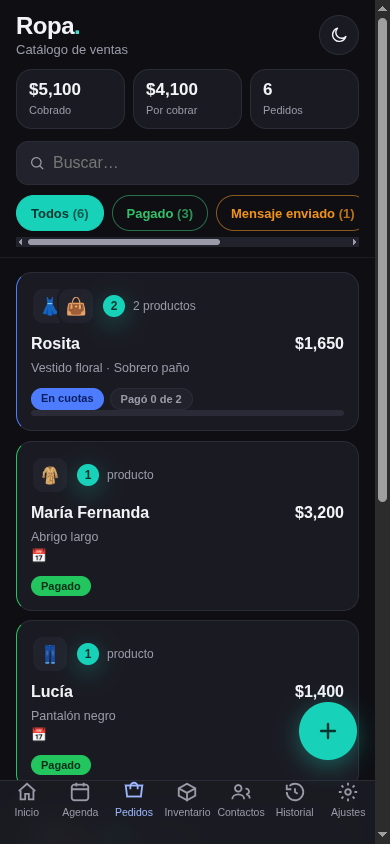 Ropa.
Catálogo de ventas
$5,100 $4,100 6
Cobrado Por cobrar Pedidos
Buscar…
Todos (6) Pagado (3) Mensaje enviado (1)
2 2 productos
Rosita $1,650
Vestido floral · Sobrero paño
En cuotas Pagó 0 de 2
1 producto
María Fernanda $3,200
Abrigo largo
Pagado
1 producto
Lucía $1,400
Pantalón negro
Pagado
Inicio Agenda Pedidos Inventario Contactos Historial Ajustes